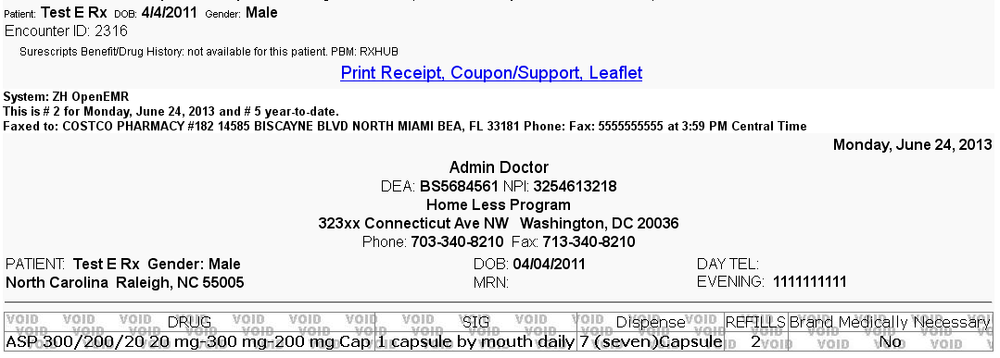 Patient: Test E Rx DOB: 4/4/2011 Gender: Male
Encounter ID: 2316
Surescripts Benefit/Drug History: not available for this patient. PBM: RXHUB
Print Receipt, Coupon/Support, Leaflet
System: ZH OpenEMR
This is # 2 for Monday, June 24, 2013 and # 5 year-to-date.
Faxed to: COSTCO PHARMACY #182 14585 BISCAYNE BLVD NORTH MIAMI BEA, FL 33181 Phone: Fax: 5555555555 at 3:59 PM Central Time
Monday, June 24, 2013
Admin Doctor
DEA: BS5684561 NPI: 3254613218
Home Less Program
323xx Connecticut Ave NW Washington, DC 20036
Phone: 703-340-8210 Fax: 713-340-8210
PATIENT: Test E Rx Gender: Male DOB: 04/04/2011 DAY TEL:
North Carolina Raleigh, NC 55005 MRN: EVENING: 1111111111
DRUG SIG Dispense REFILLS Brand Medically Necessary
ASP 300/200/20 20 mg-300 mg-200 mg Cap 1 capsule by mouth daily 7 (seven)Capsule 2 No